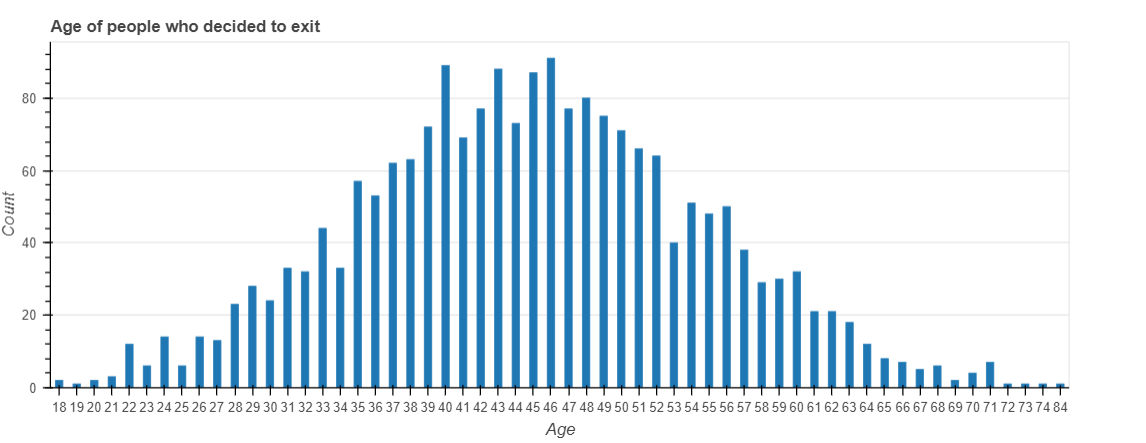 Age of people who decided to exit
80
60
40
20
0
Count
18 19 20 21 22 23 24 25 26 27 28 29 30 31 32 33 34 35 36 37 38 39 40 41 42 43 44 45 46 47 48 49 50 51 52 53 54 55 56 57 58 59 60 61 62 63 64 65 66 67 68 69 70 71 72 73 74 84
Age